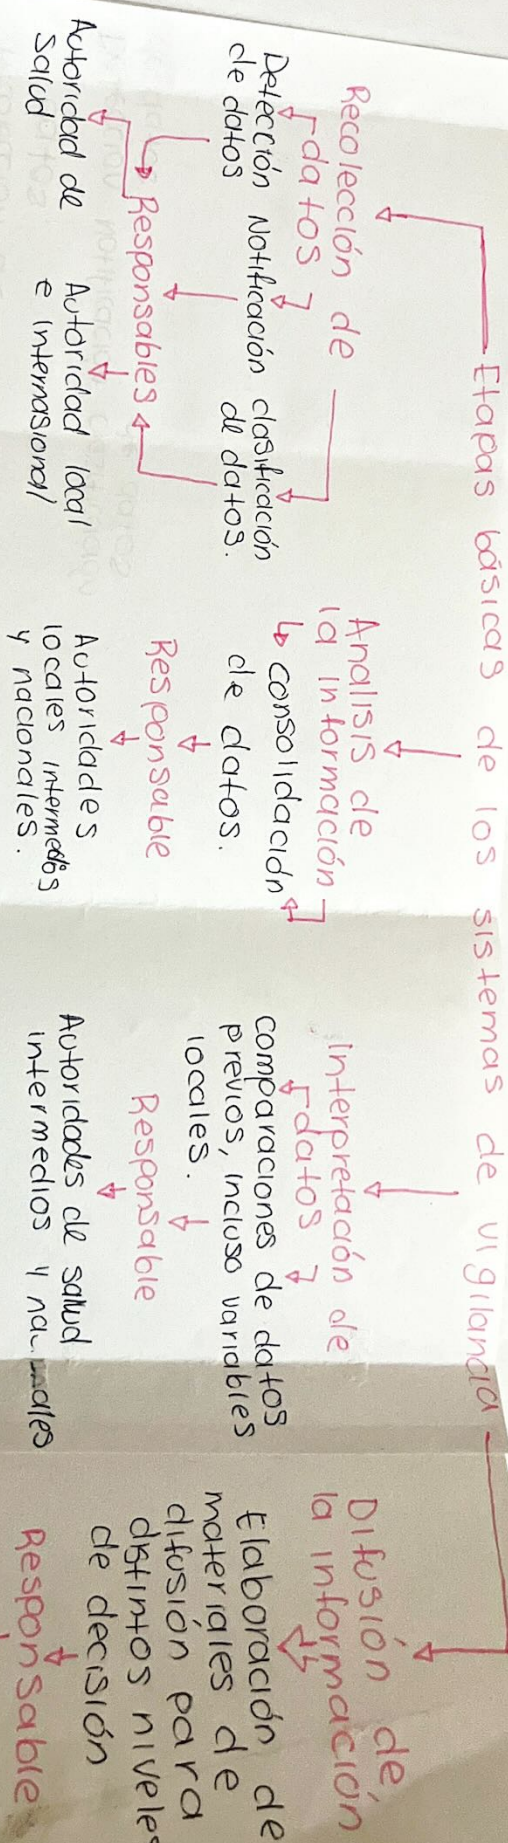 Etapas básicas de los sistemas de vigilancia
Recolección de
datos
Detección
de datos
Notificación
clasificación
de datos.
Responsables
Autoridad de
Salud
Autoridad local
e internasional
Analisis de
la información
consolidación
de datos.
Responsable
Autoridades
locales intermedios
y nacionales.
interpretación de
datos
comparaciones de datos
previos, incluso variables
locales.
Responsable
Autoridades de salud
intermedios y
Difusión de
la información
Elaboración de
materiales de
difusión para
distintos
de decisión
Responsable